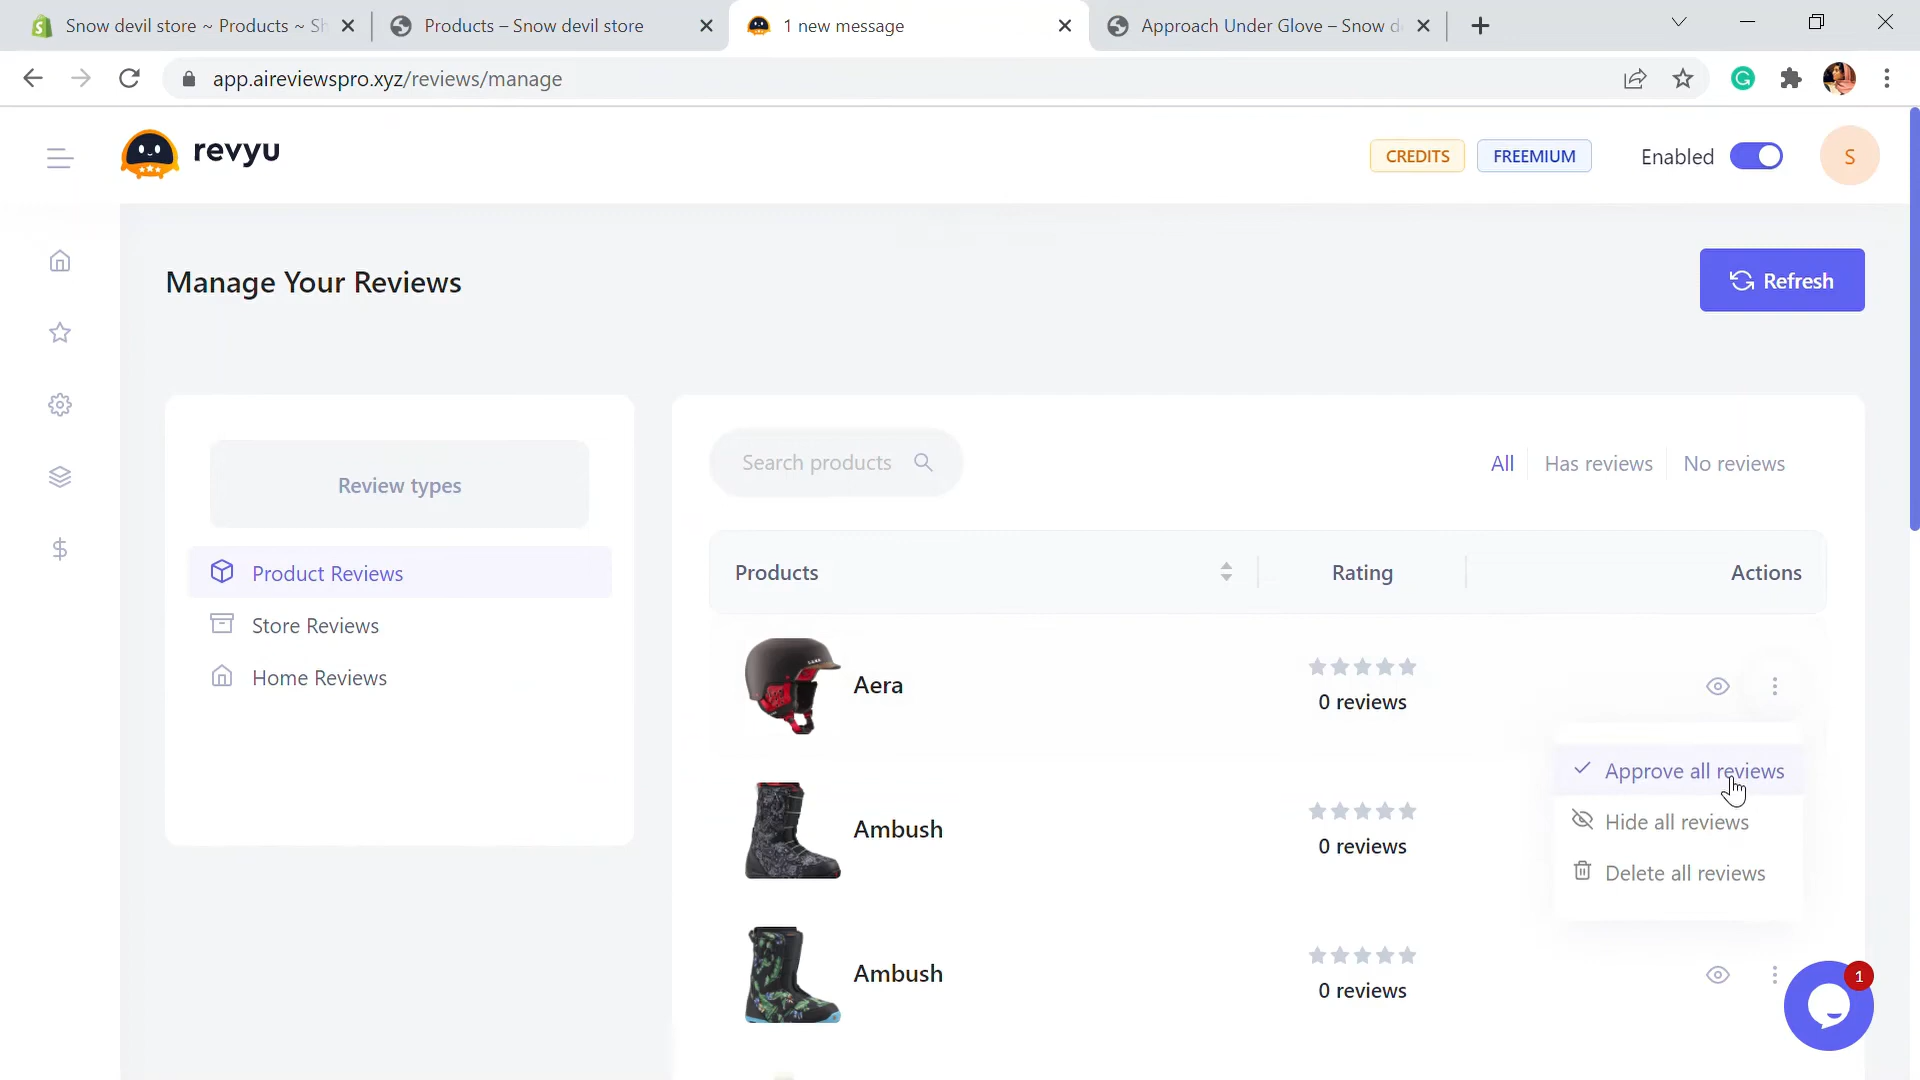 Snow devil store ~ Products ~ Sh
Products – Snow devil store
1 new message
Approach Under Glove – Snow d
app.aireviewspro.xyz/reviews/manage
revyu
CREDITS
FREEMIUM
Enabled
S
Manage Your Reviews
Refresh
Review types
Product Reviews
Store Reviews
Home Reviews
Search products
All
Has reviews
No reviews
Products
Rating
Actions
Aera
0 reviews
Approve all reviews
Hide all reviews
Delete all reviews
Ambush
0 reviews
Ambush
0 reviews
1